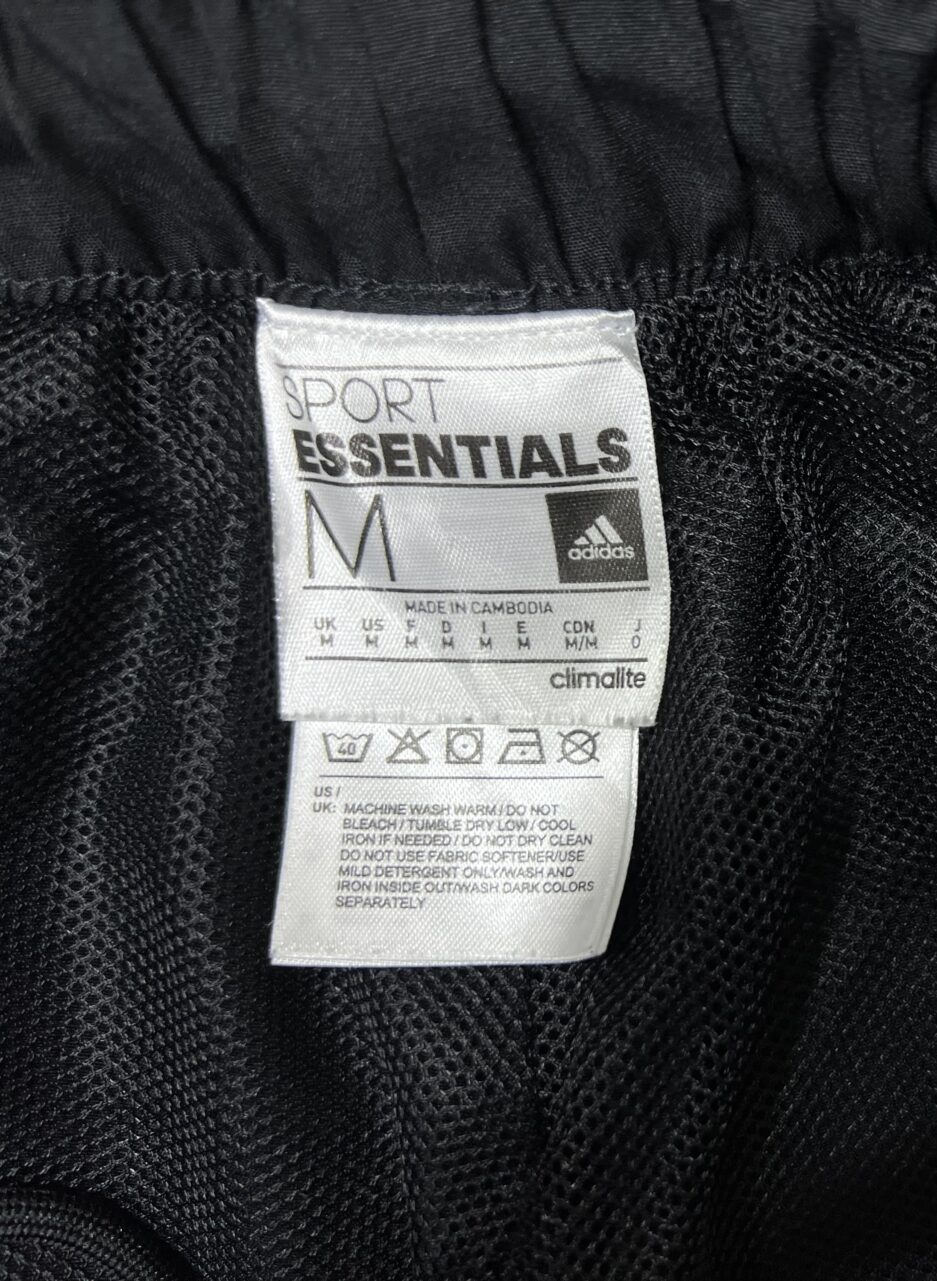 SPORT
ESSENTIALS
M
adidas
MADE IN CAMBODIA
UK US F D I E CDN J
M M M M M M M/M O
climalite
40
US /
UK: MACHINE WASH WARM / DO NOT
BLEACH / TUMBLE DRY LOW / COOL
IRON IF NEEDED / DO NOT DRY CLEAN
DO NOT USE FABRIC SOFTENER/USE
MILD DETERGENT ONLY/WASH AND
IRON INSIDE OUT/WASH DARK COLORS
SEPARATELY